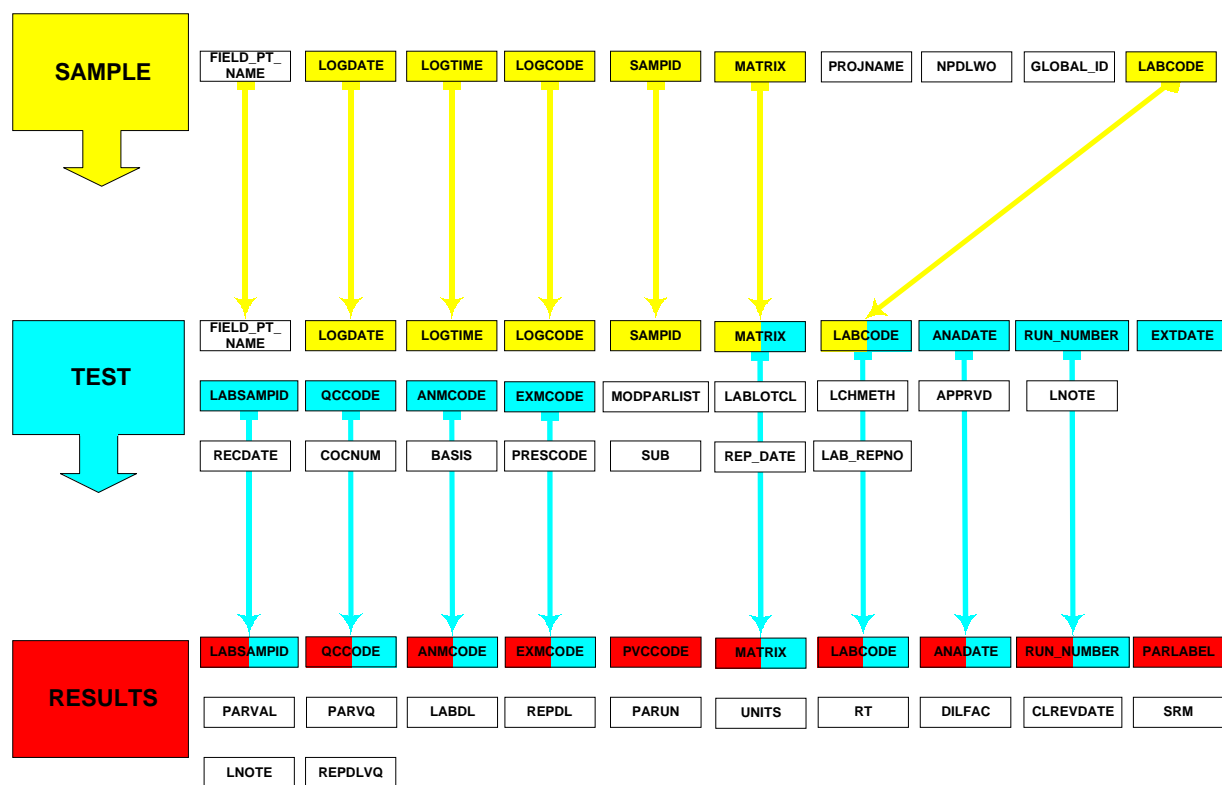 SAMPLE
FIELD_PT_
NAME
LOGDATE
LOGTIME
LOGCODE
SAMPID
MATRIX
PROJNAME
NPDLWO
GLOBAL_ID
LABCODE
TEST
FIELD_PT_
NAME
LOGDATE
LOGTIME
LOGCODE
SAMPID
MATRIX
LABCODE
ANADATE
RUN_NUMBER
EXTDATE
LABSAMPID
QCCODE
ANMCODE
EXMCODE
MODPARLIST
LABLOTCL
LCHMETH
APPRVD
LNOTE
RECDATE
COCNUM
BASIS
PRESCODE
SUB
REP_DATE
LAB_REPNO
RESULTS
LABSAMPID
QCCODE
ANMCODE
EXMCODE
PVCCODE
MATRIX
LABCODE
ANADATE
RUN_NUMBER
PARLABEL
PARVAL
PARVQ
LABDL
REPDL
PARUN
UNITS
RT
DILFAC
CLREVDATE
SRM
LNOTE
REPDLVQ